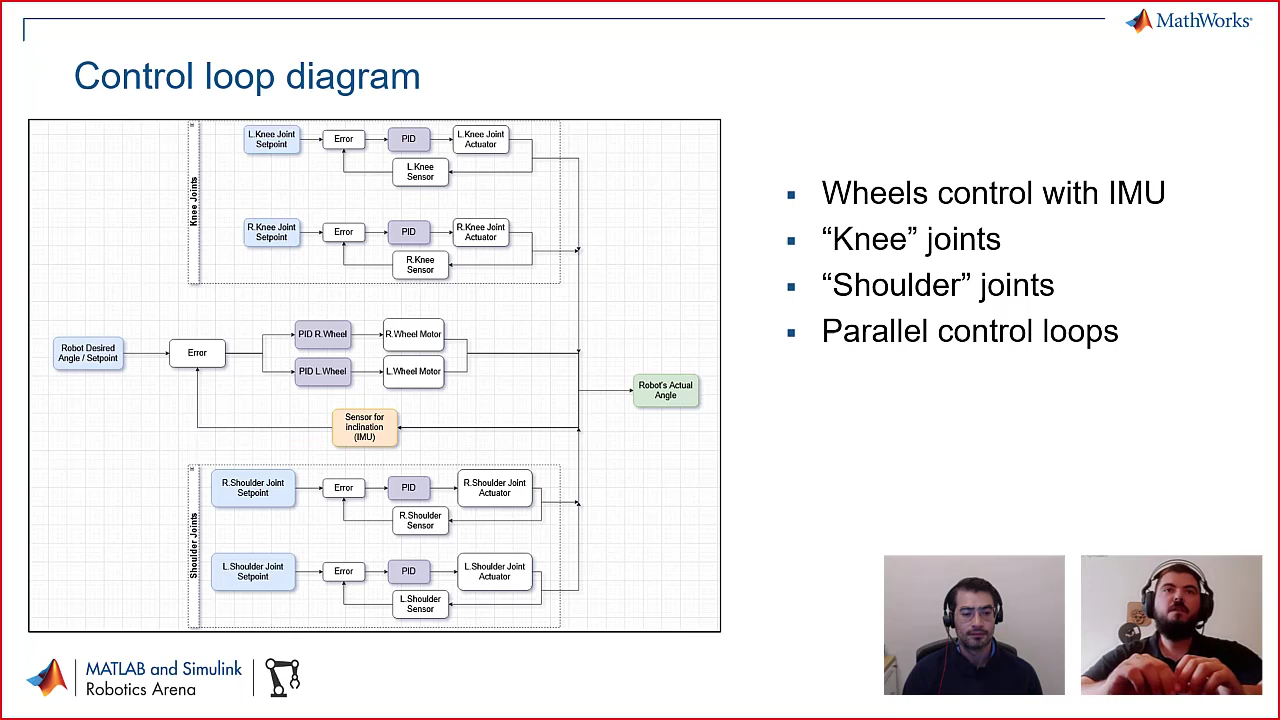 MathWorks®
Control loop diagram
Knee Joints
L.Knee Joint
Setpoint
Error
PID
L.Knee Joint
Actuator
L.Knee
Sensor
R.Knee Joint
Setpoint
Error
PID
R.Knee Joint
Actuator
R.Knee
Sensor
Robot Desired
Angle / Setpoint
Error
PID R.Wheel
R.Wheel Motor
PID L.Wheel
L.Wheel Motor
Sensor for
inclination
(IMU)
Robot's Actual
Angle
Shoulder Joints
R.Shoulder Joint
Setpoint
Error
PID
R.Shoulder Joint
Actuator
R.Shoulder
Sensor
L.Shoulder Joint
Setpoint
Error
PID
L.Shoulder Joint
Actuator
L.Shoulder
Sensor
▪ Wheels control with IMU
▪ “Knee” joints
▪ “Shoulder” joints
▪ Parallel control loops
MATLAB and Simulink
Robotics Arena